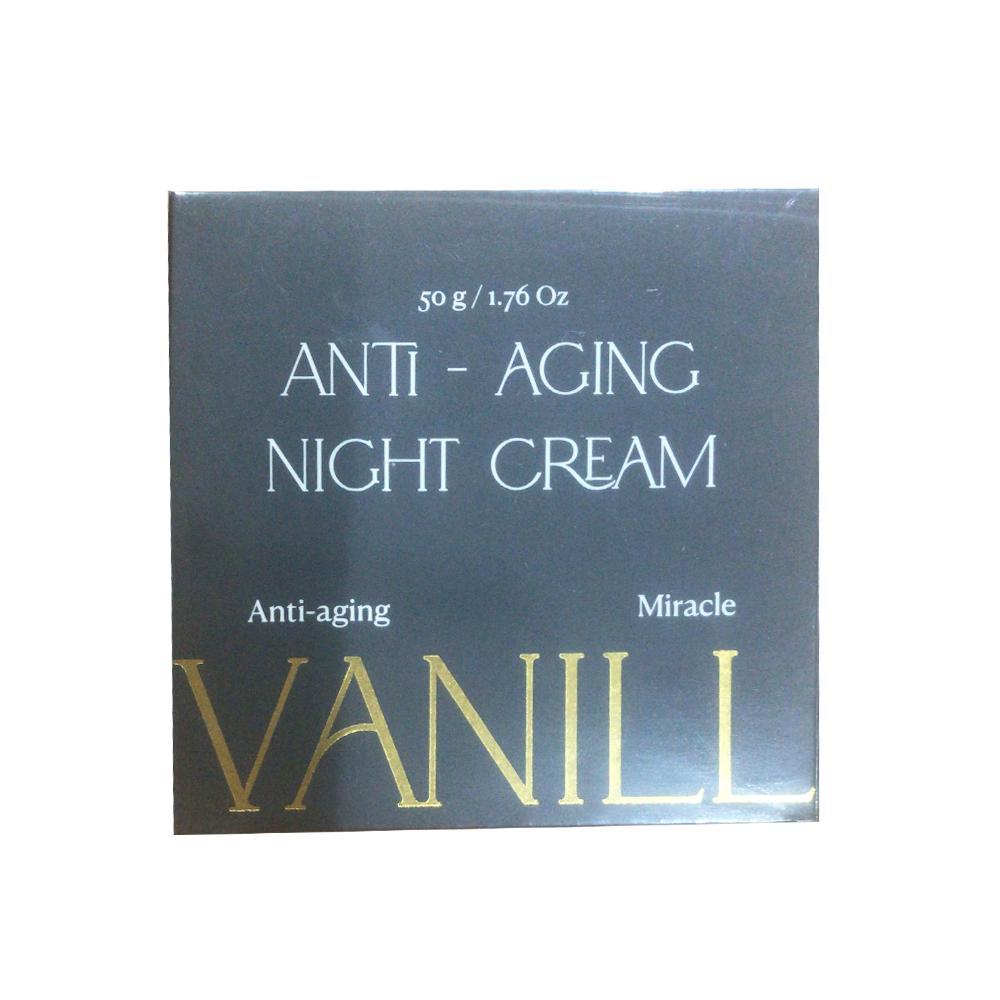 50 g / 1.76 Oz
ANTi - AGING
NIGHT CREAM
Anti-aging Miracle
VANILL